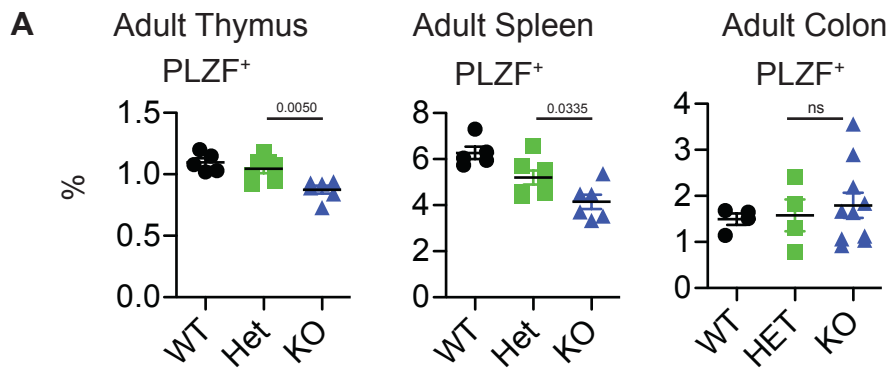 A
Adult Thymus
PLZF+
0.0050
1.5
1.0
0.5
0.0
%
WT
Het
KO
Adult Spleen
PLZF+
0.0335
8
6
4
2
0
WT
Het
KO
Adult Colon
PLZF+
ns
4
3
2
1
0
WT
HET
KO